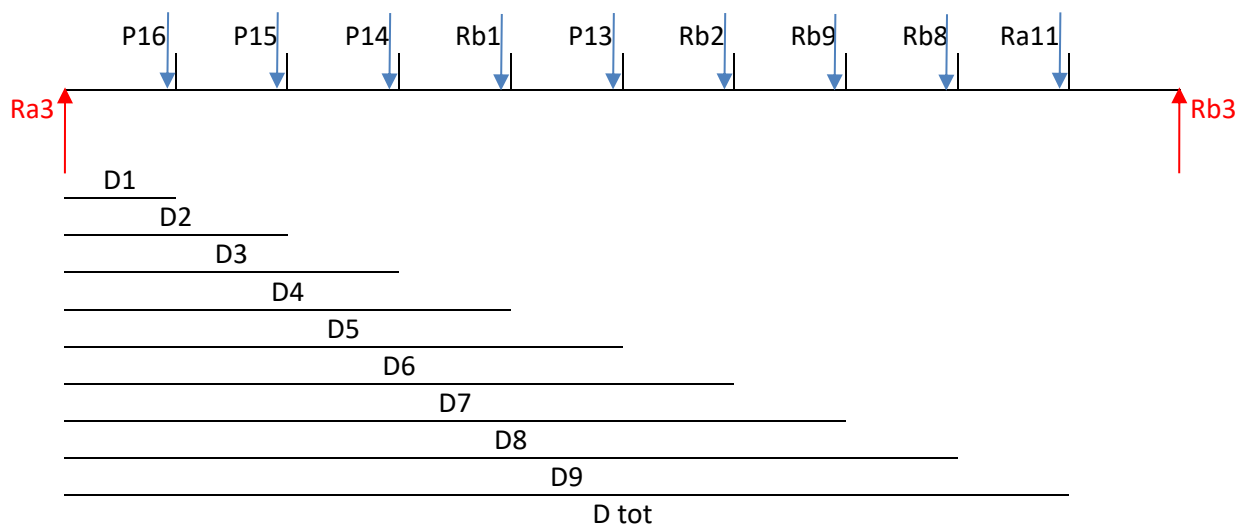 P16 P15 P14 Rb1 P13 Rb2 Rb9 Rb8 Ra11
Ra3 Rb3
D1
D2
D3
D4
D5
D6
D7
D8
D9
D tot